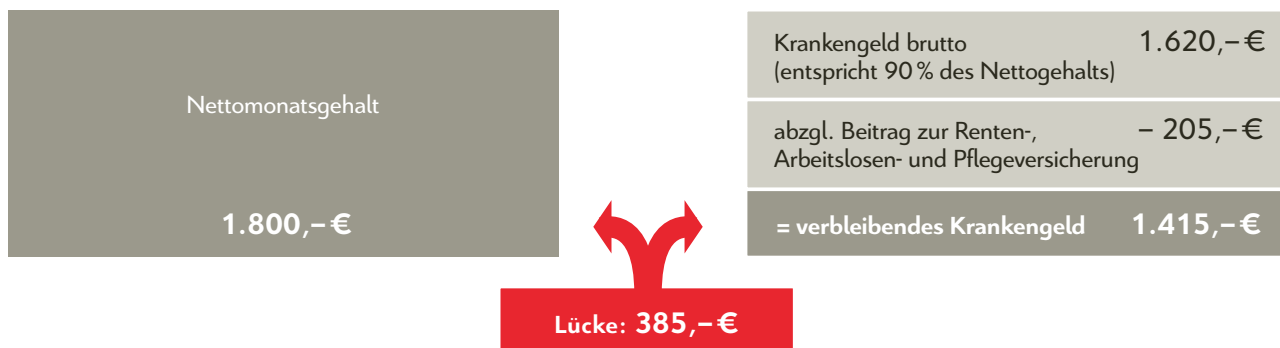 Nettomonatsgehalt
1.800,– €
Krankengeld brutto 1.620,– €
(entspricht 90 % des Nettogehalts)
abzgl. Beitrag zur Renten-, – 205,– €
Arbeitslosen- und Pflegeversicherung
= verbleibendes Krankengeld 1.415,– €
Lücke: 385,– €